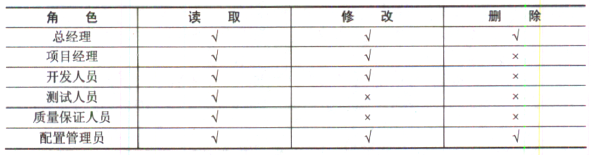 角 色 读 取 修 改 删 除
总经理 √ √ √
项目经理 √ √ ×
开发人员 √ √ ×
测试人员 √ × ×
质量保证人员 √ × ×
配置管理员 √ √ √